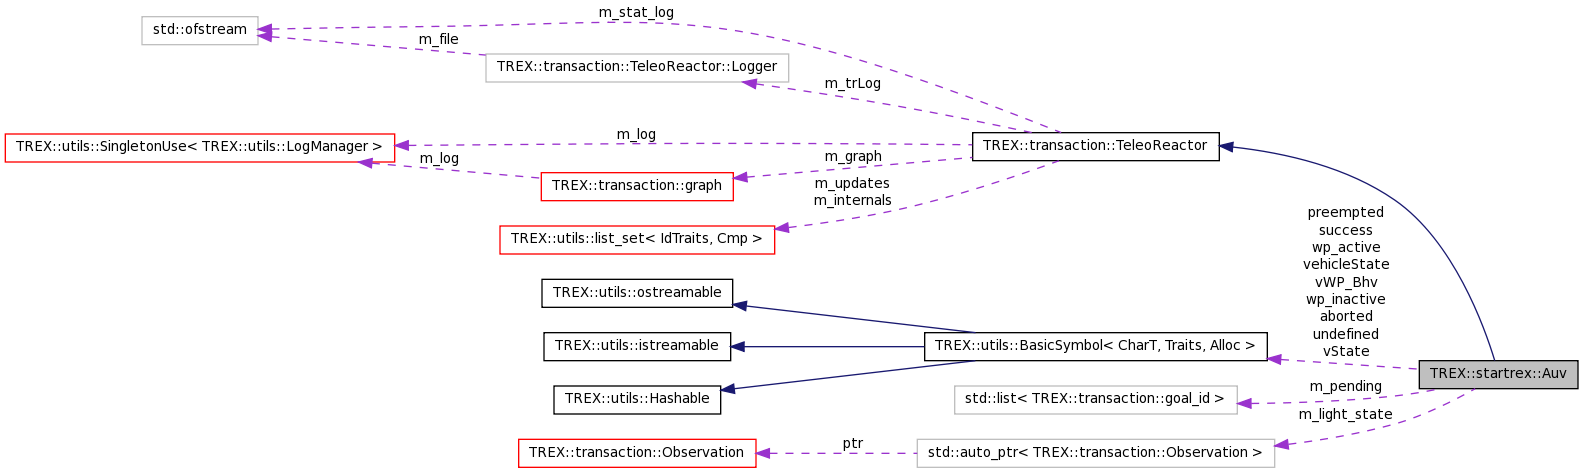 m_stat_log
std::ofstream
m_file
TREX::transaction::TeleoReactor::Logger
m_trLog
TREX::utils::SingletonUse< TREX::utils::LogManager >
m_log
m_log
TREX::transaction::TeleoReactor
m_graph
TREX::transaction::graph
m_updates
m_internals
TREX::utils::list_set< IdTraits, Cmp >
preempted
success
wp_active
vehicleState
vWP_Bhv
wp_inactive
aborted
undefined
vState
TREX::utils::ostreamable
TREX::utils::istreamable
TREX::utils::BasicSymbol< CharT, Traits, Alloc >
TREX::startrex::Auv
TREX::utils::Hashable
std::list< TREX::transaction::goal_id >
m_pending
m_light_state
TREX::transaction::Observation
ptr
std::auto_ptr< TREX::transaction::Observation >